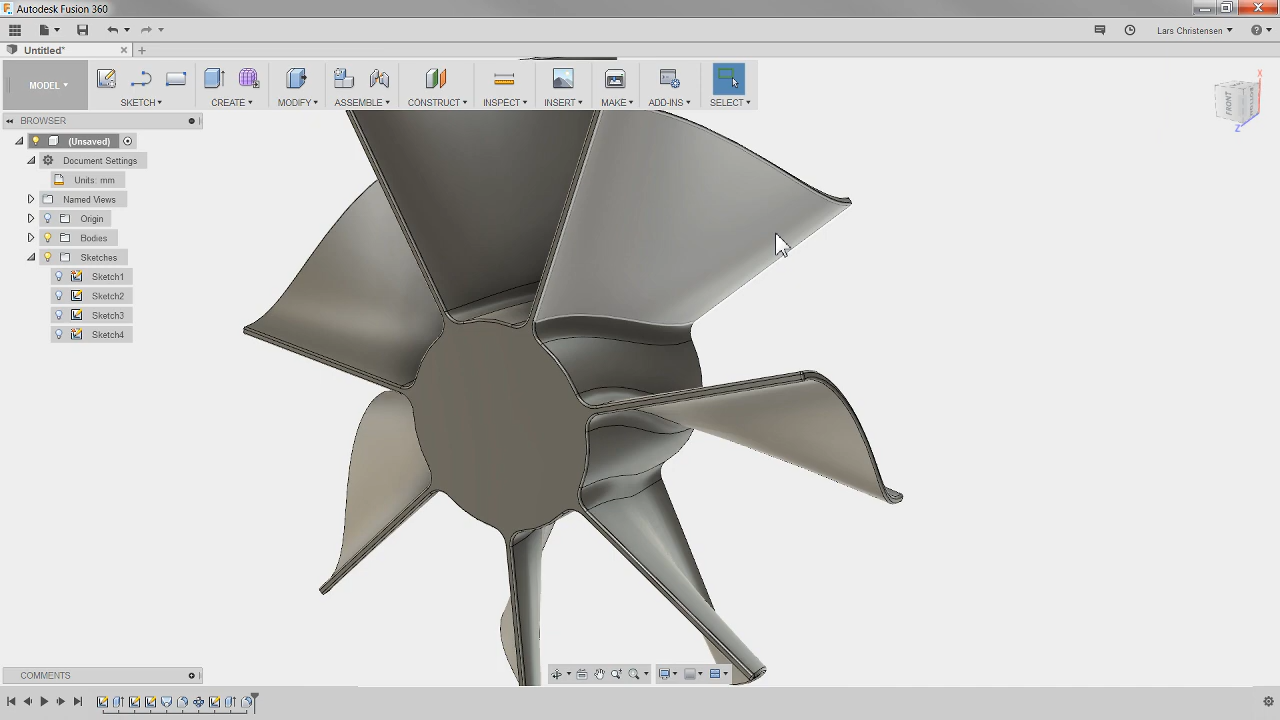 Autodesk Fusion 360
Lars Christensen
Untitled*
MODEL
SKETCH
CREATE
MODIFY
ASSEMBLE
CONSTRUCT
INSPECT
INSERT
MAKE
ADD-INS
SELECT
BROWSER
(Unsaved)
Document Settings
Units: mm
Named Views
Origin
Bodies
Sketches
Sketch1
Sketch2
Sketch3
Sketch4
FRONT
X
Z
COMMENTS